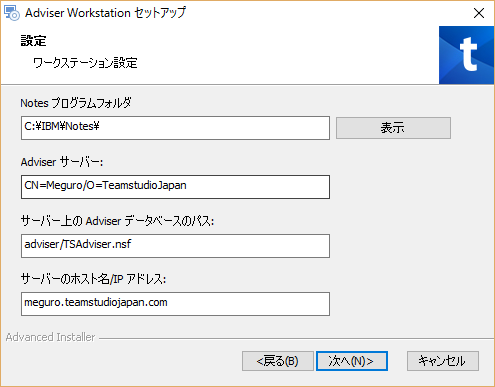 Adviser Workstation セットアップ
設定
ワークステーション設定
t
Notes プログラムフォルダ
C:¥IBM¥Notes¥
表示
Adviser サーバー:
CN=Meguro/O=TeamstudioJapan
サーバー上の Adviser データベースのパス:
adviser/TSAdviser.nsf
サーバーのホスト名/IP アドレス:
meguro.teamstudiojapan.com
Advanced Installer
<戻る(B) 次へ(N)> キャンセル